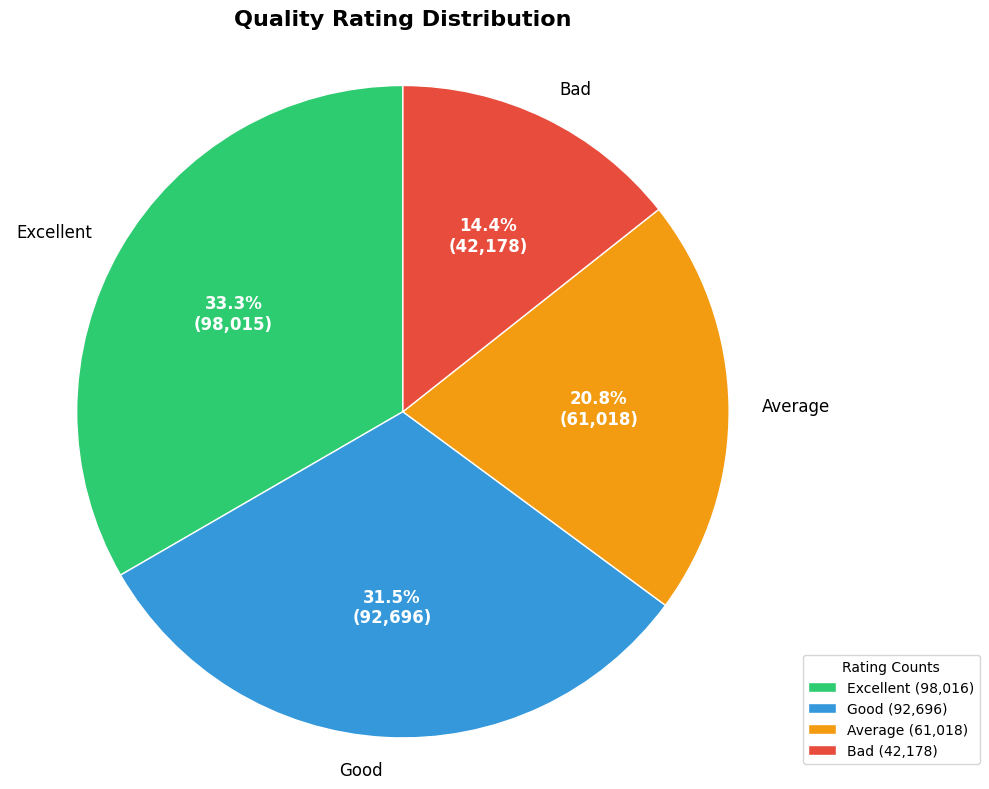 Quality Rating Distribution
Bad
14.4%
(42,178)
Excellent
33.3%
(98,015)
20.8%
(61,018)
Average
31.5%
(92,696)
Good
Rating Counts
Excellent (98,016)
Good (92,696)
Average (61,018)
Bad (42,178)